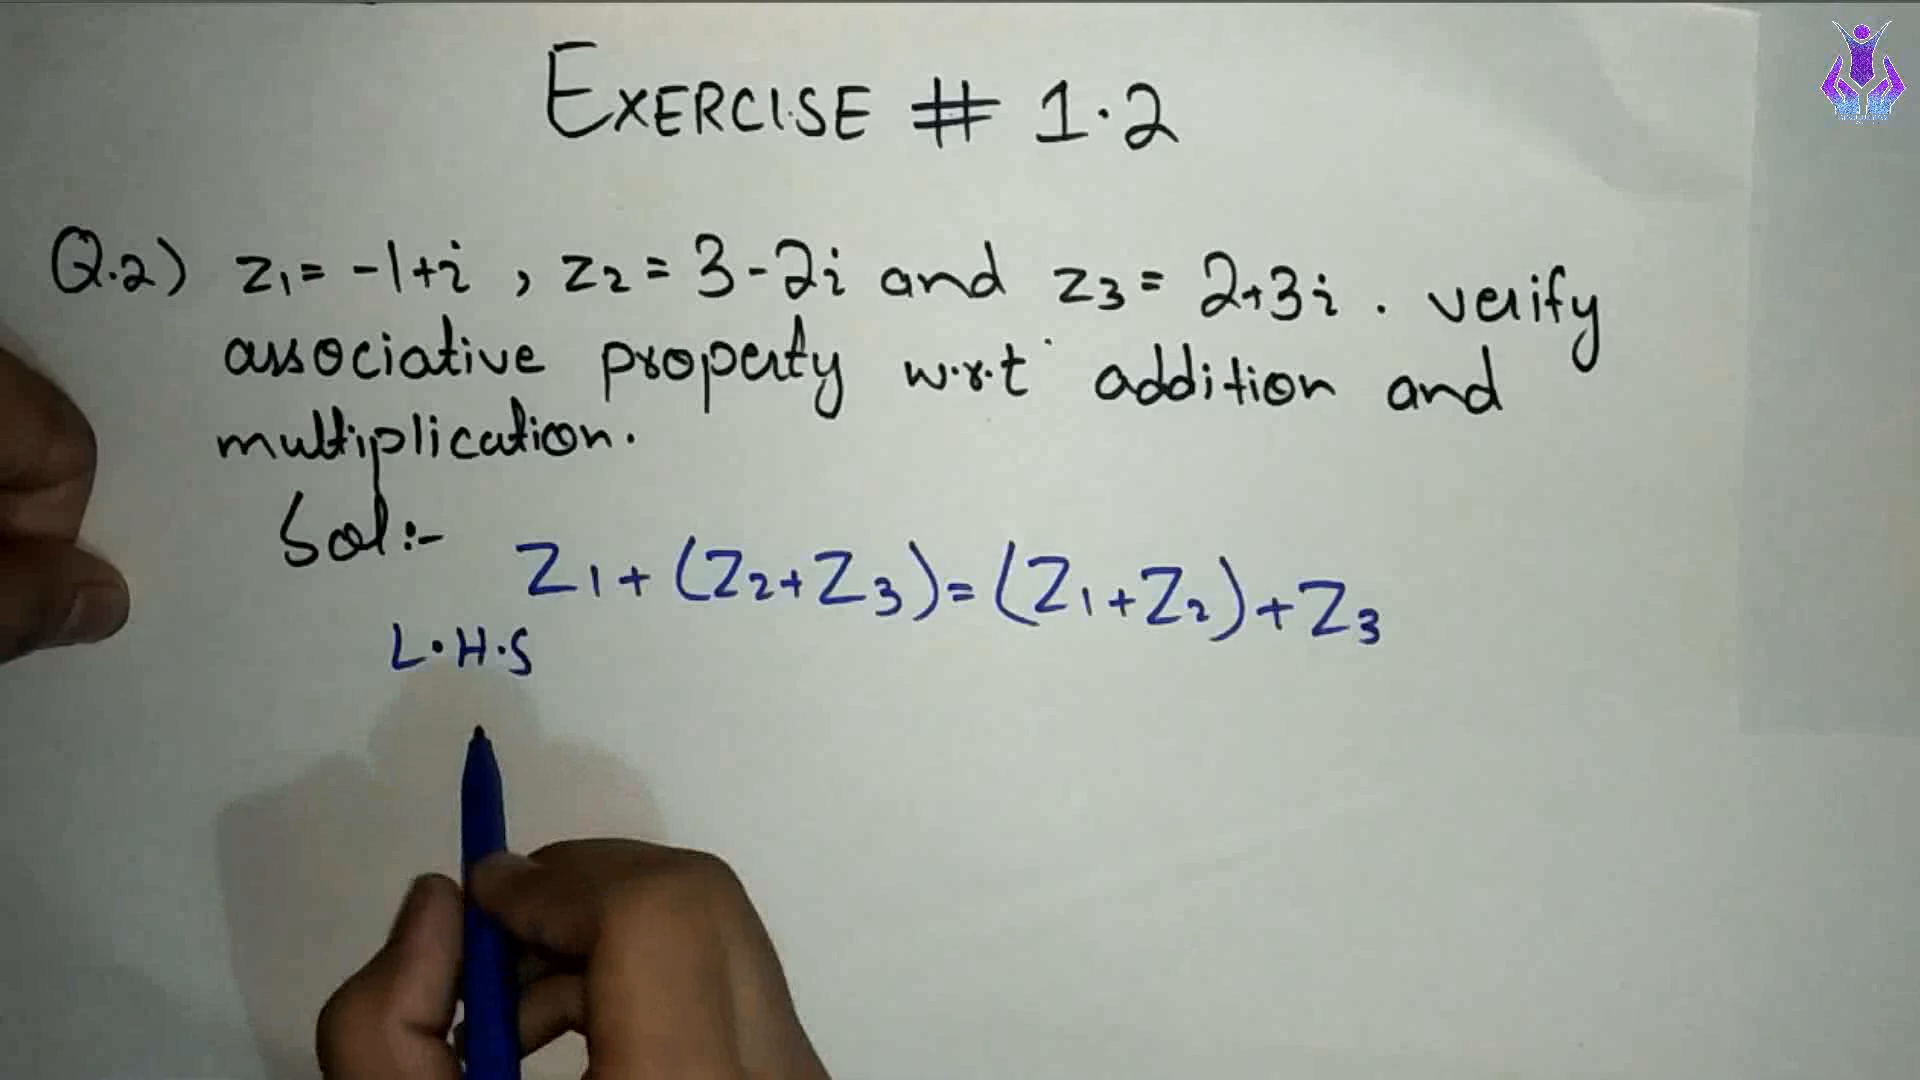 EXERCISE # 1.2
Q.2) z1 = -1+i , z2 = 3-2i and z3 = 2+3i . verify
associative property w.r.t addition and
multiplication.
Sol:-
Z1 + (Z2+Z3) = (Z1+Z2)+Z3
L.H.S